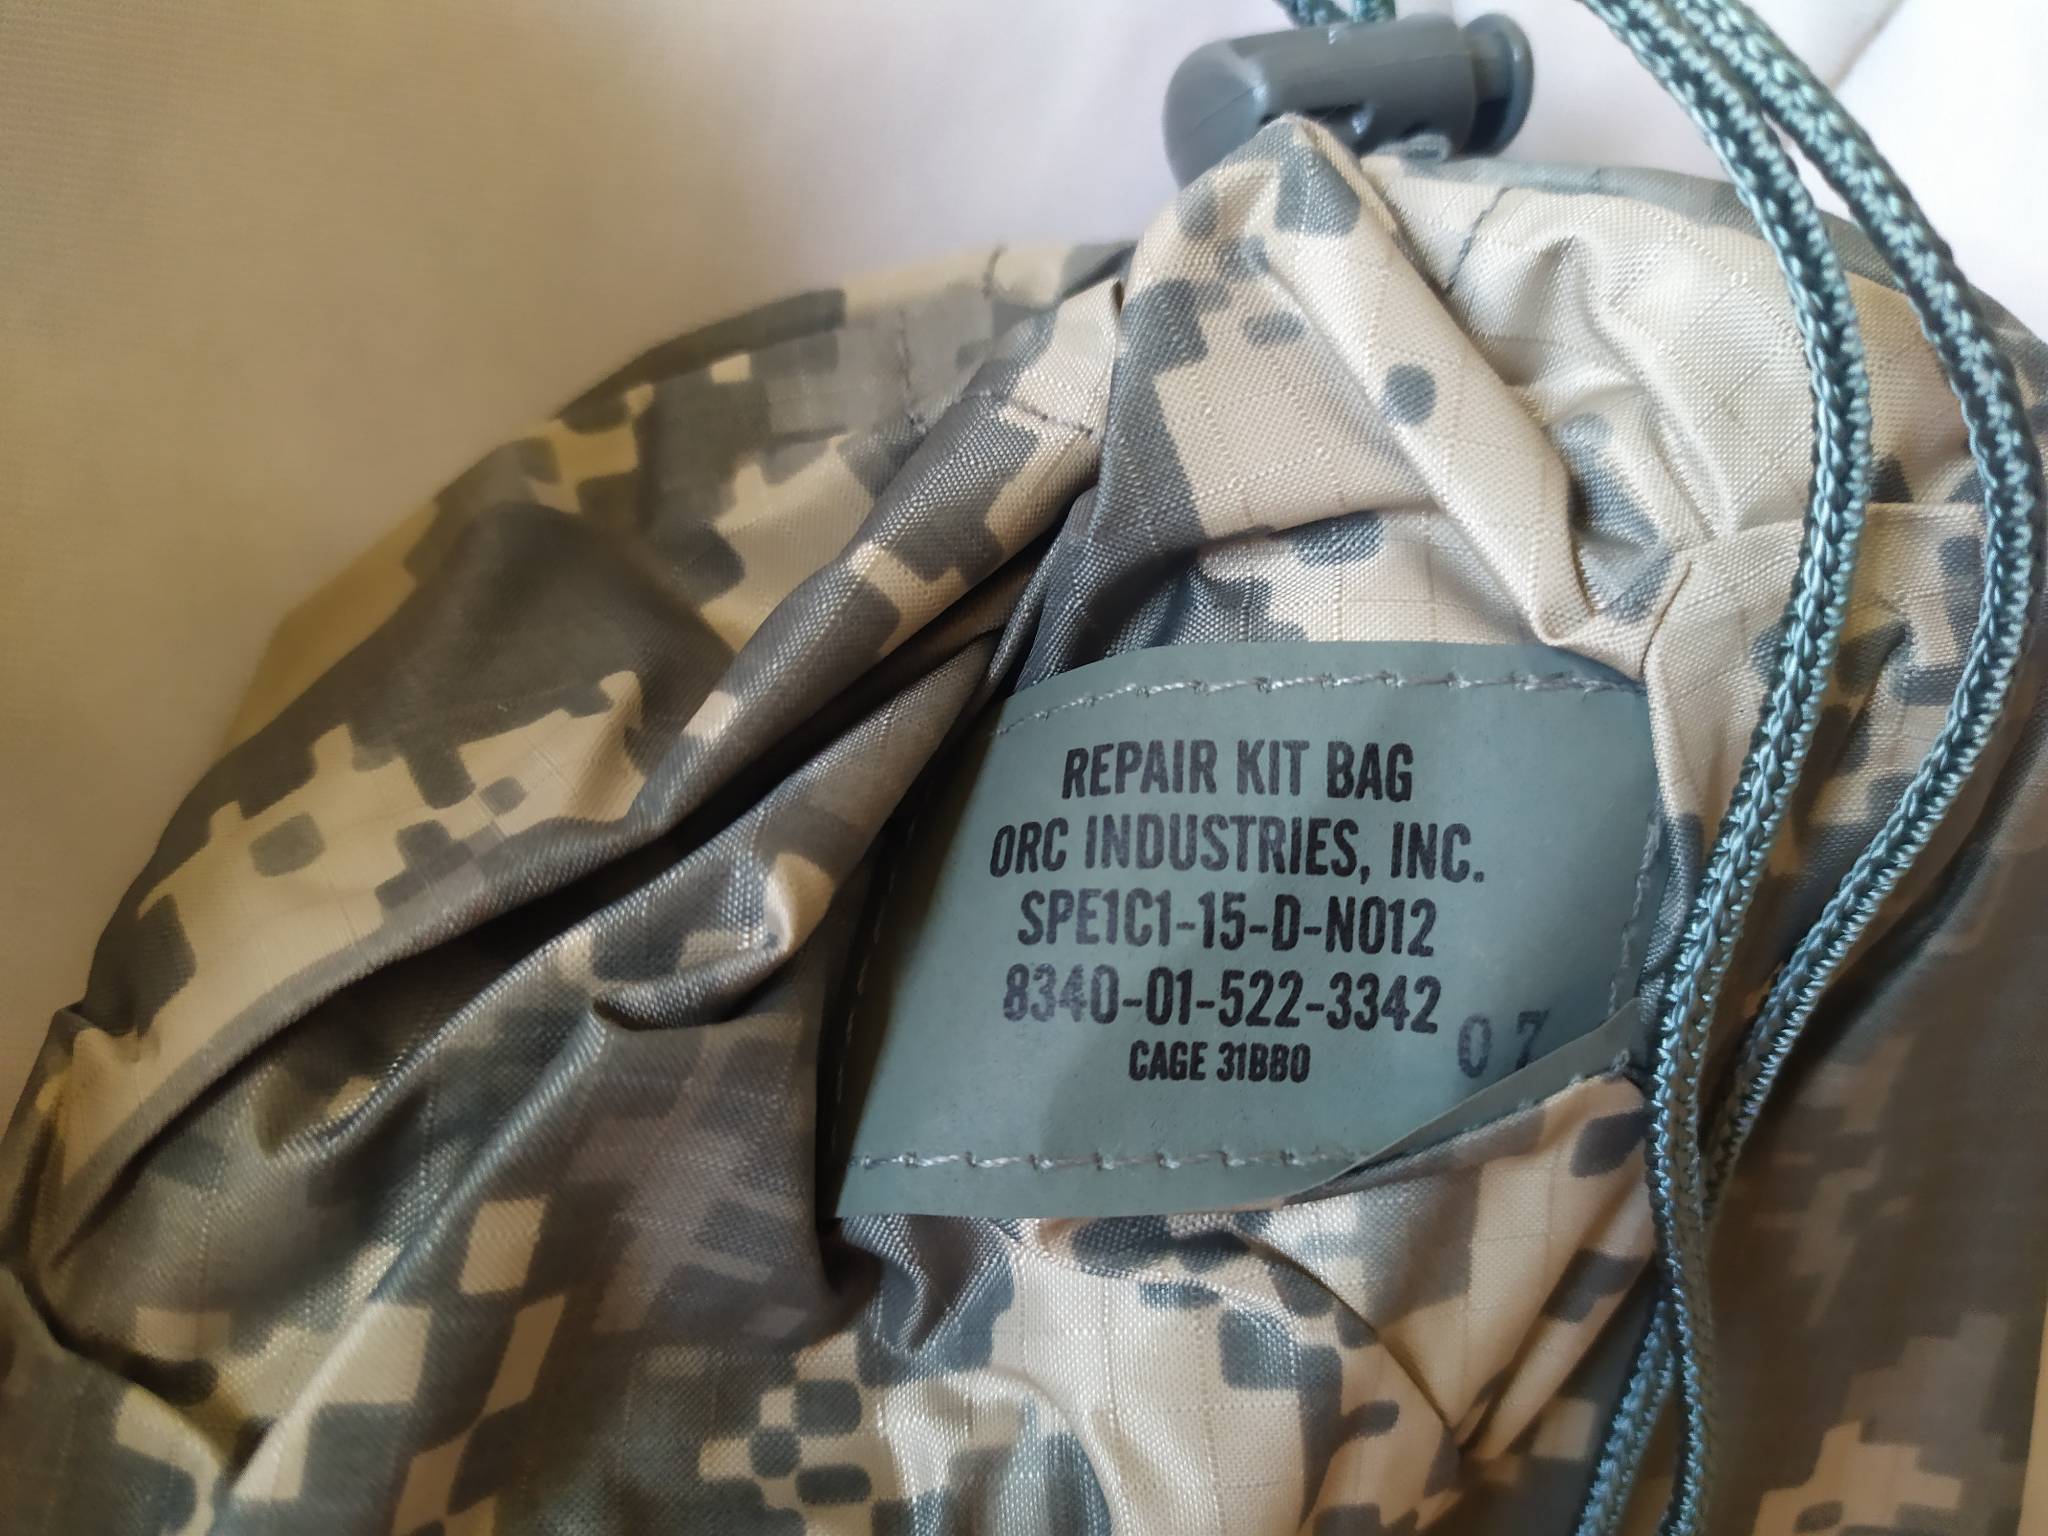 REPAIR KIT BAG
ORC INDUSTRIES, INC.
SPE1C1-15-D-N012
8340-01-522-3342
07
CAGE 31BB0